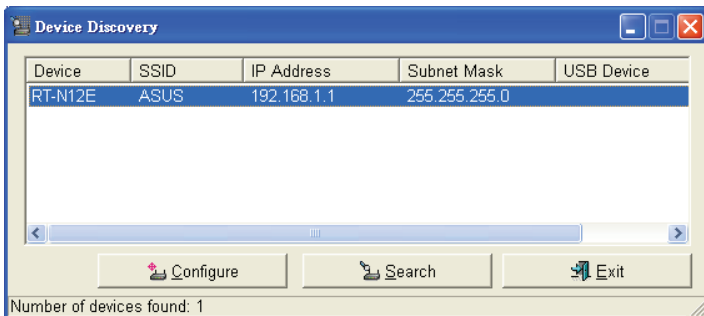 Device Discovery
Device SSID IP Address Subnet Mask USB Device
RT-N12E ASUS 192.168.1.1 255.255.255.0
Configure Search Exit
Number of devices found: 1